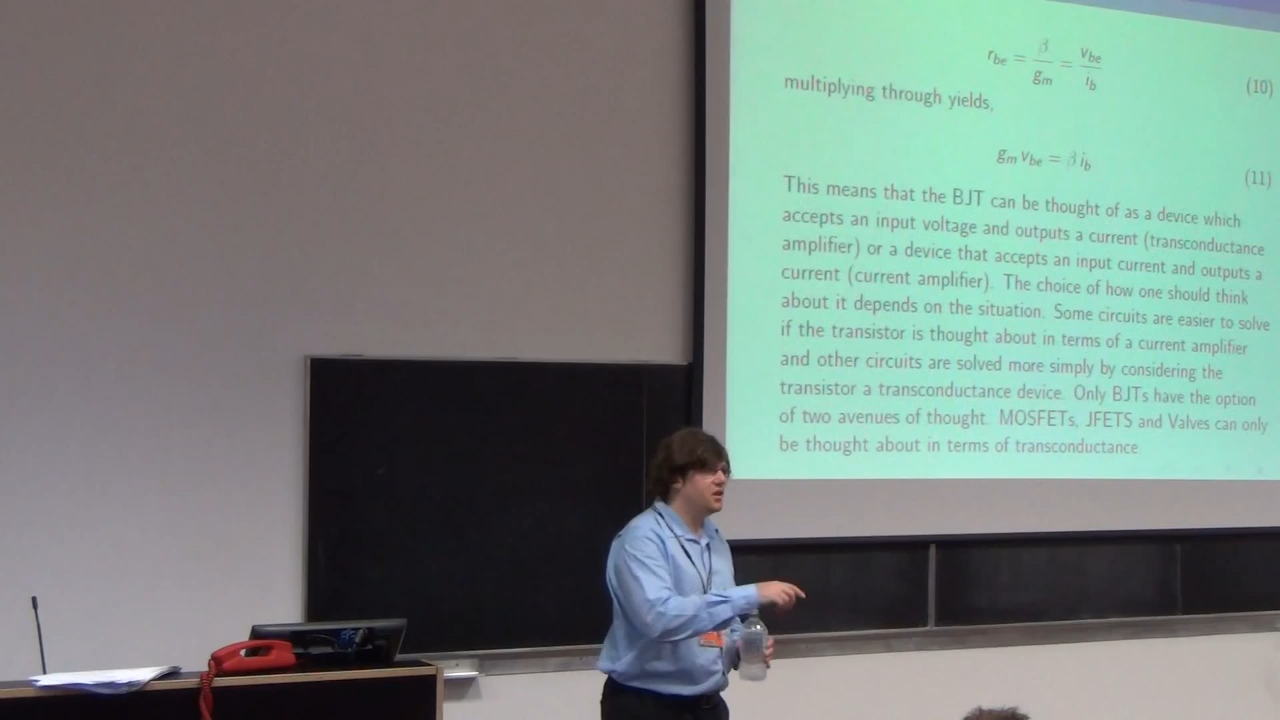 r_be = β / g_m = v_be / i_b (10)
multiplying through yields,
g_m v_be = β i_b (11)
This means that the BJT can be thought of as a device which
accepts an input voltage and outputs a current (transconductance
amplifier) or a device that accepts an input current and outputs a
current (current amplifier). The choice of how one should think
about it depends on the situation. Some circuits are easier to solve
if the transistor is thought about in terms of a current amplifier
and other circuits are solved more simply by considering the
transistor a transconductance device. Only BJTs have the option
of two avenues of thought. MOSFETs, JFETS and Valves can only
be thought about in terms of transconductance.